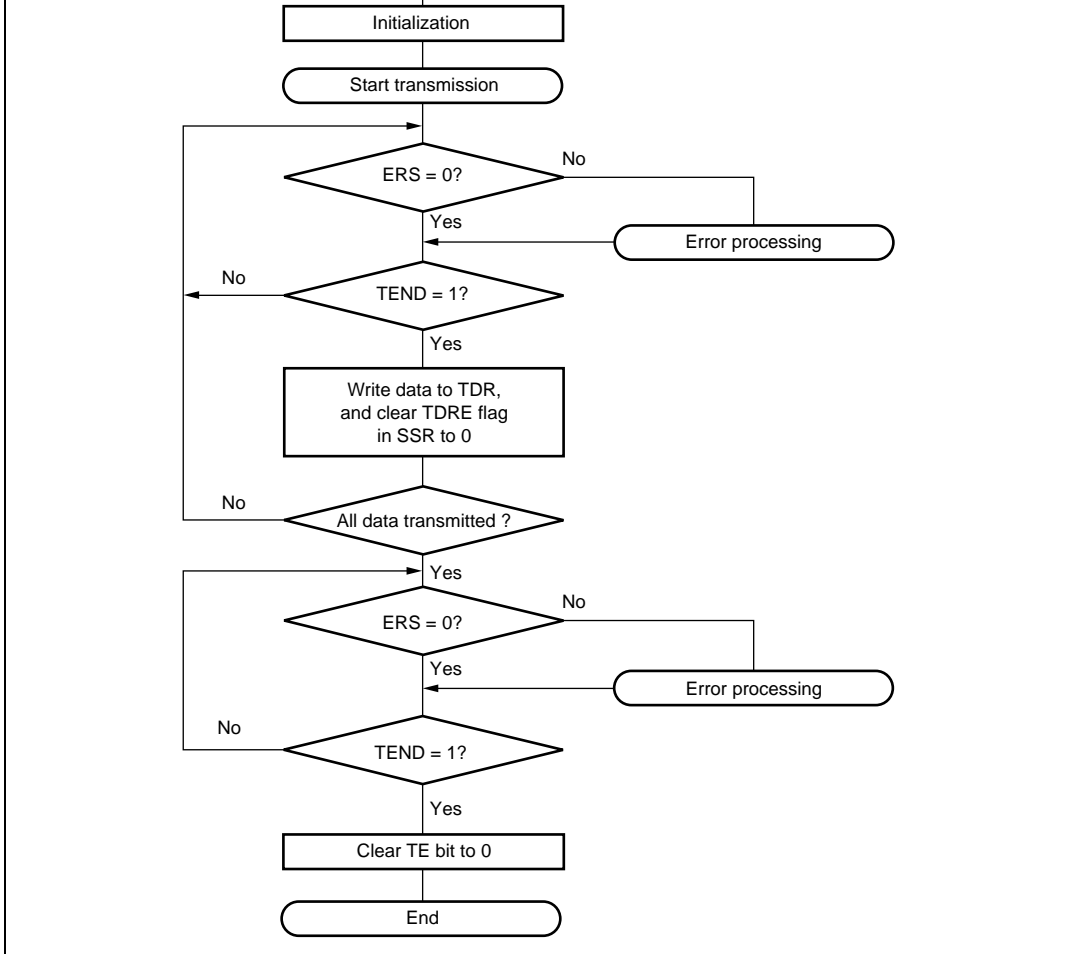 Initialization
Start transmission
ERS = 0?
No
Yes
Error processing
No
TEND = 1?
Yes
Write data to TDR,
and clear TDRE flag
in SSR to 0
No
All data transmitted ?
Yes
ERS = 0?
No
Yes
Error processing
No
TEND = 1?
Yes
Clear TE bit to 0
End